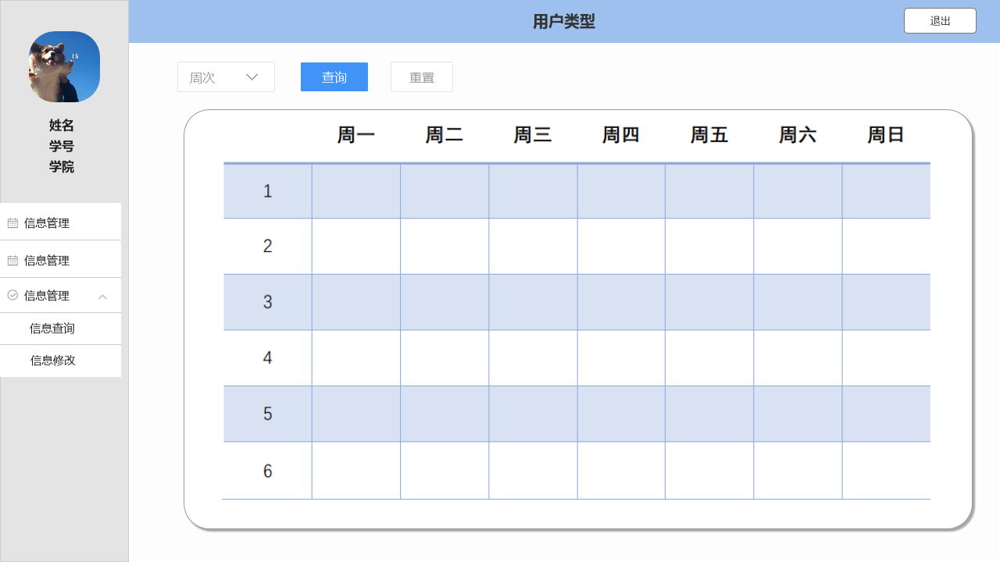 用户类型
退出
Hi
姓名
学号
学院
信息管理
信息管理
信息管理
信息查询
信息修改
周次
查询
重置
周一 周二 周三 周四 周五 周六 周日
1
2
3
4
5
6